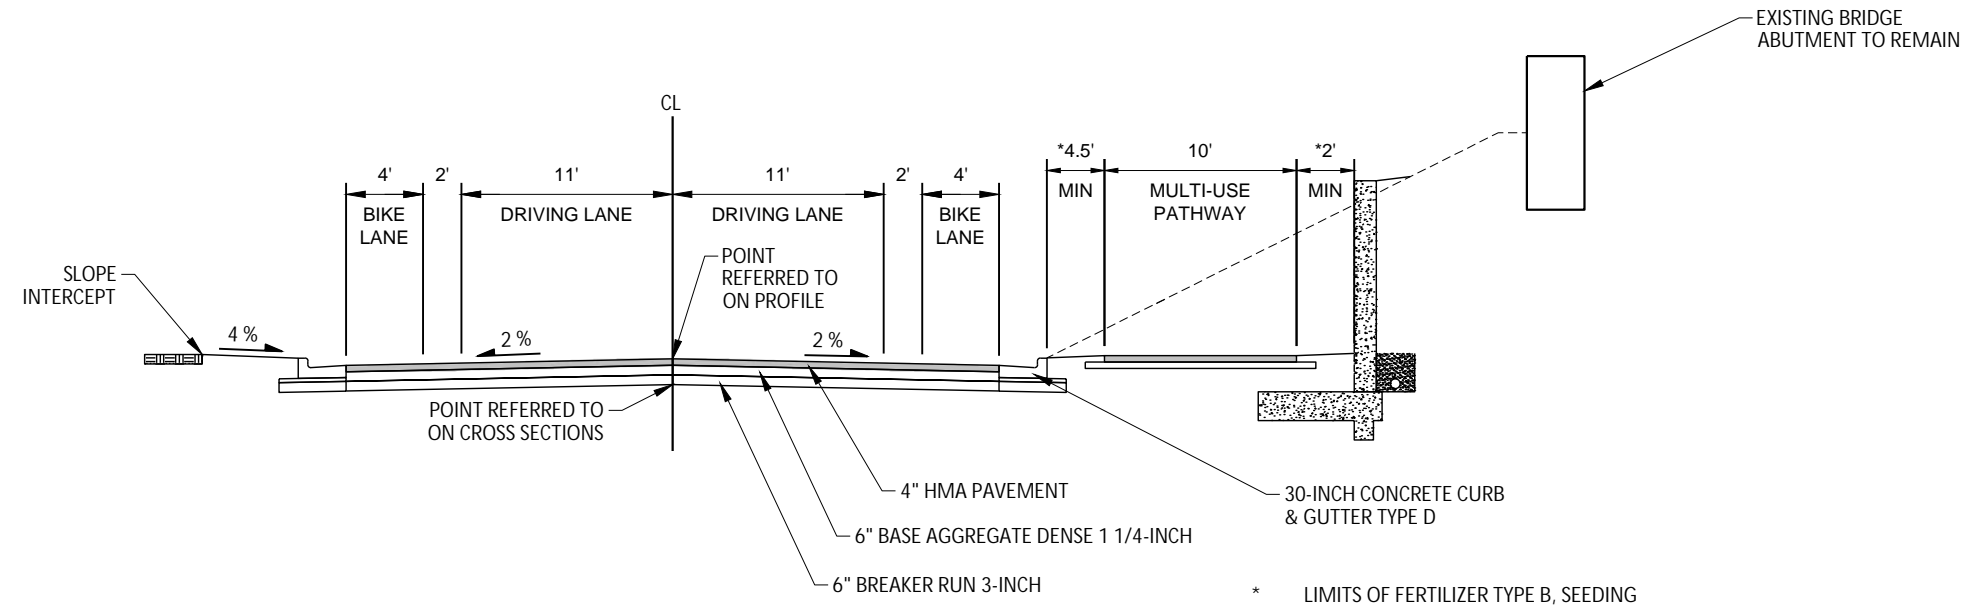 EXISTING BRIDGE
ABUTMENT TO REMAIN
CL
*4.5'
10'
*2'
4'
2'
11'
11'
2'
4'
MIN
MULTI-USE
PATHWAY
MIN
BIKE
LANE
DRIVING LANE
DRIVING LANE
BIKE
LANE
SLOPE
INTERCEPT
POINT
REFERRED TO
ON PROFILE
4 %
2 %
2 %
POINT REFERRED TO
ON CROSS SECTIONS
4" HMA PAVEMENT
30-INCH CONCRETE CURB
& GUTTER TYPE D
6" BASE AGGREGATE DENSE 1 1/4-INCH
6" BREAKER RUN 3-INCH
* LIMITS OF FERTILIZER TYPE B, SEEDING